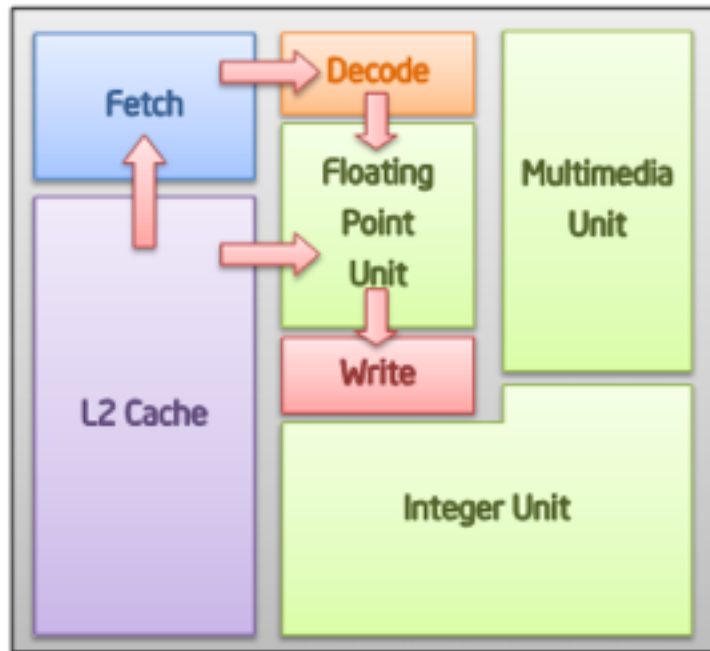 Fetch
Decode
Floating
Point
Unit
Multimedia
Unit
Write
L2 Cache
Integer Unit